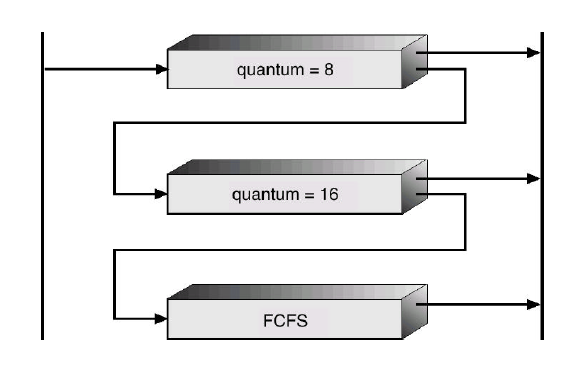 quantum = 8
quantum = 16
FCFS